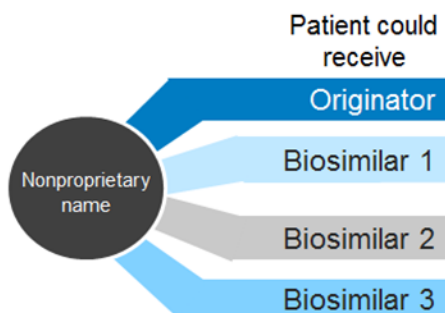 Patient could
receive
Originator
Biosimilar 1
Nonproprietary
name
Biosimilar 2
Biosimilar 3